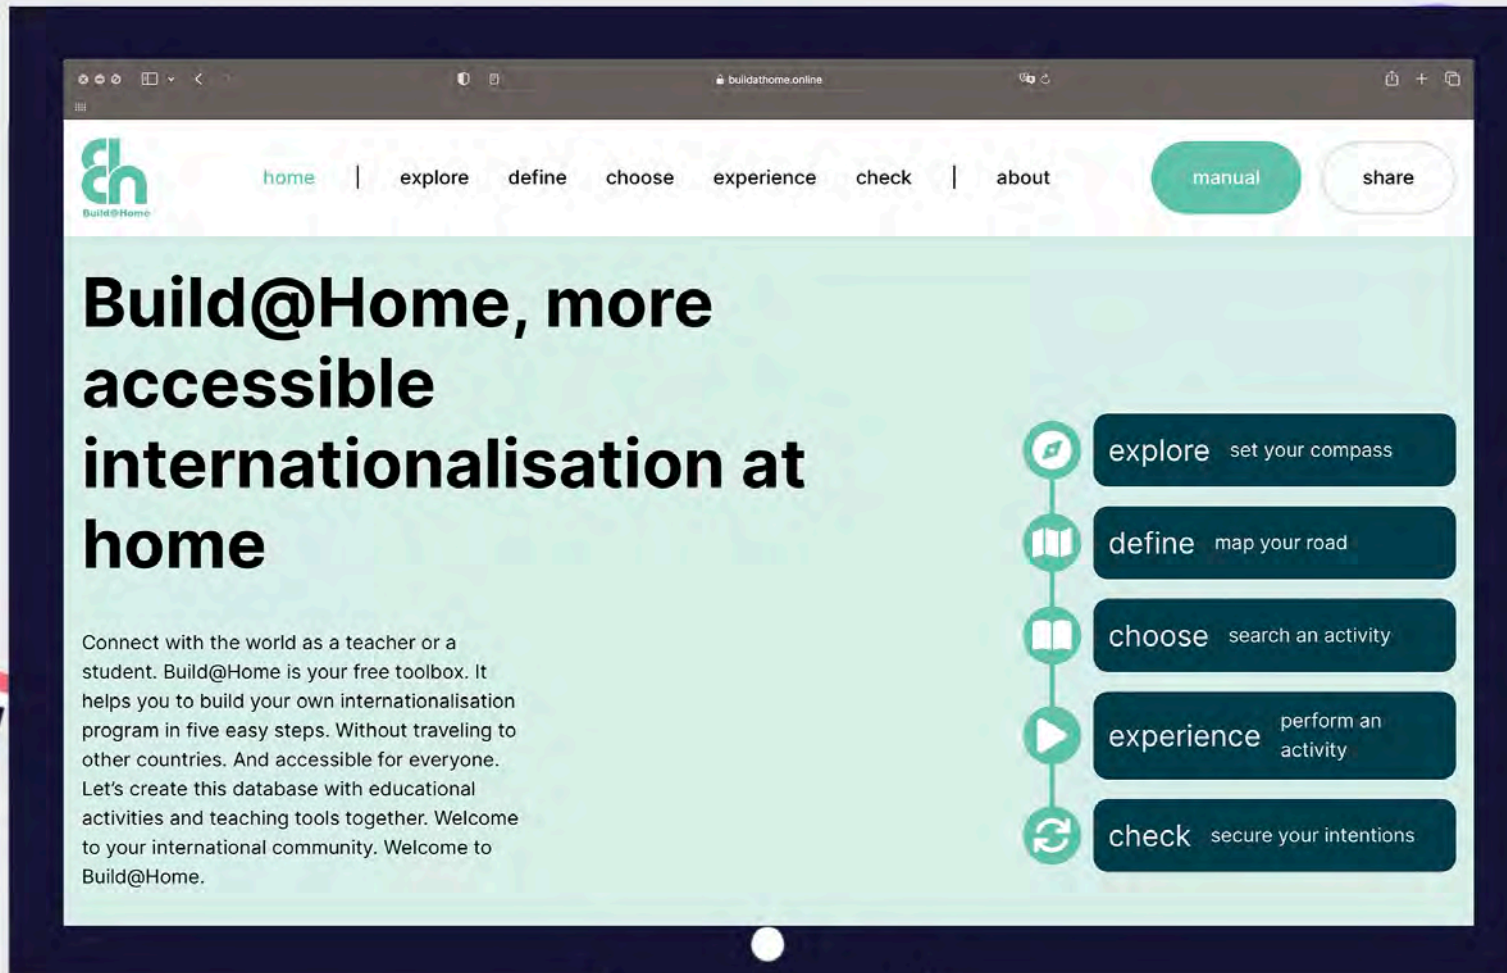 buildathome.online
Build@Home
home | explore define choose experience check | about manual share
Build@Home, more
accessible
internationalisation at
home
Connect with the world as a teacher or a
student. Build@Home is your free toolbox. It
helps you to build your own internationalisation
program in five easy steps. Without traveling to
other countries. And accessible for everyone.
Let's create this database with educational
activities and teaching tools together. Welcome
to your international community. Welcome to
Build@Home.
explore set your compass
define map your road
choose search an activity
experience perform an
activity
check secure your intentions